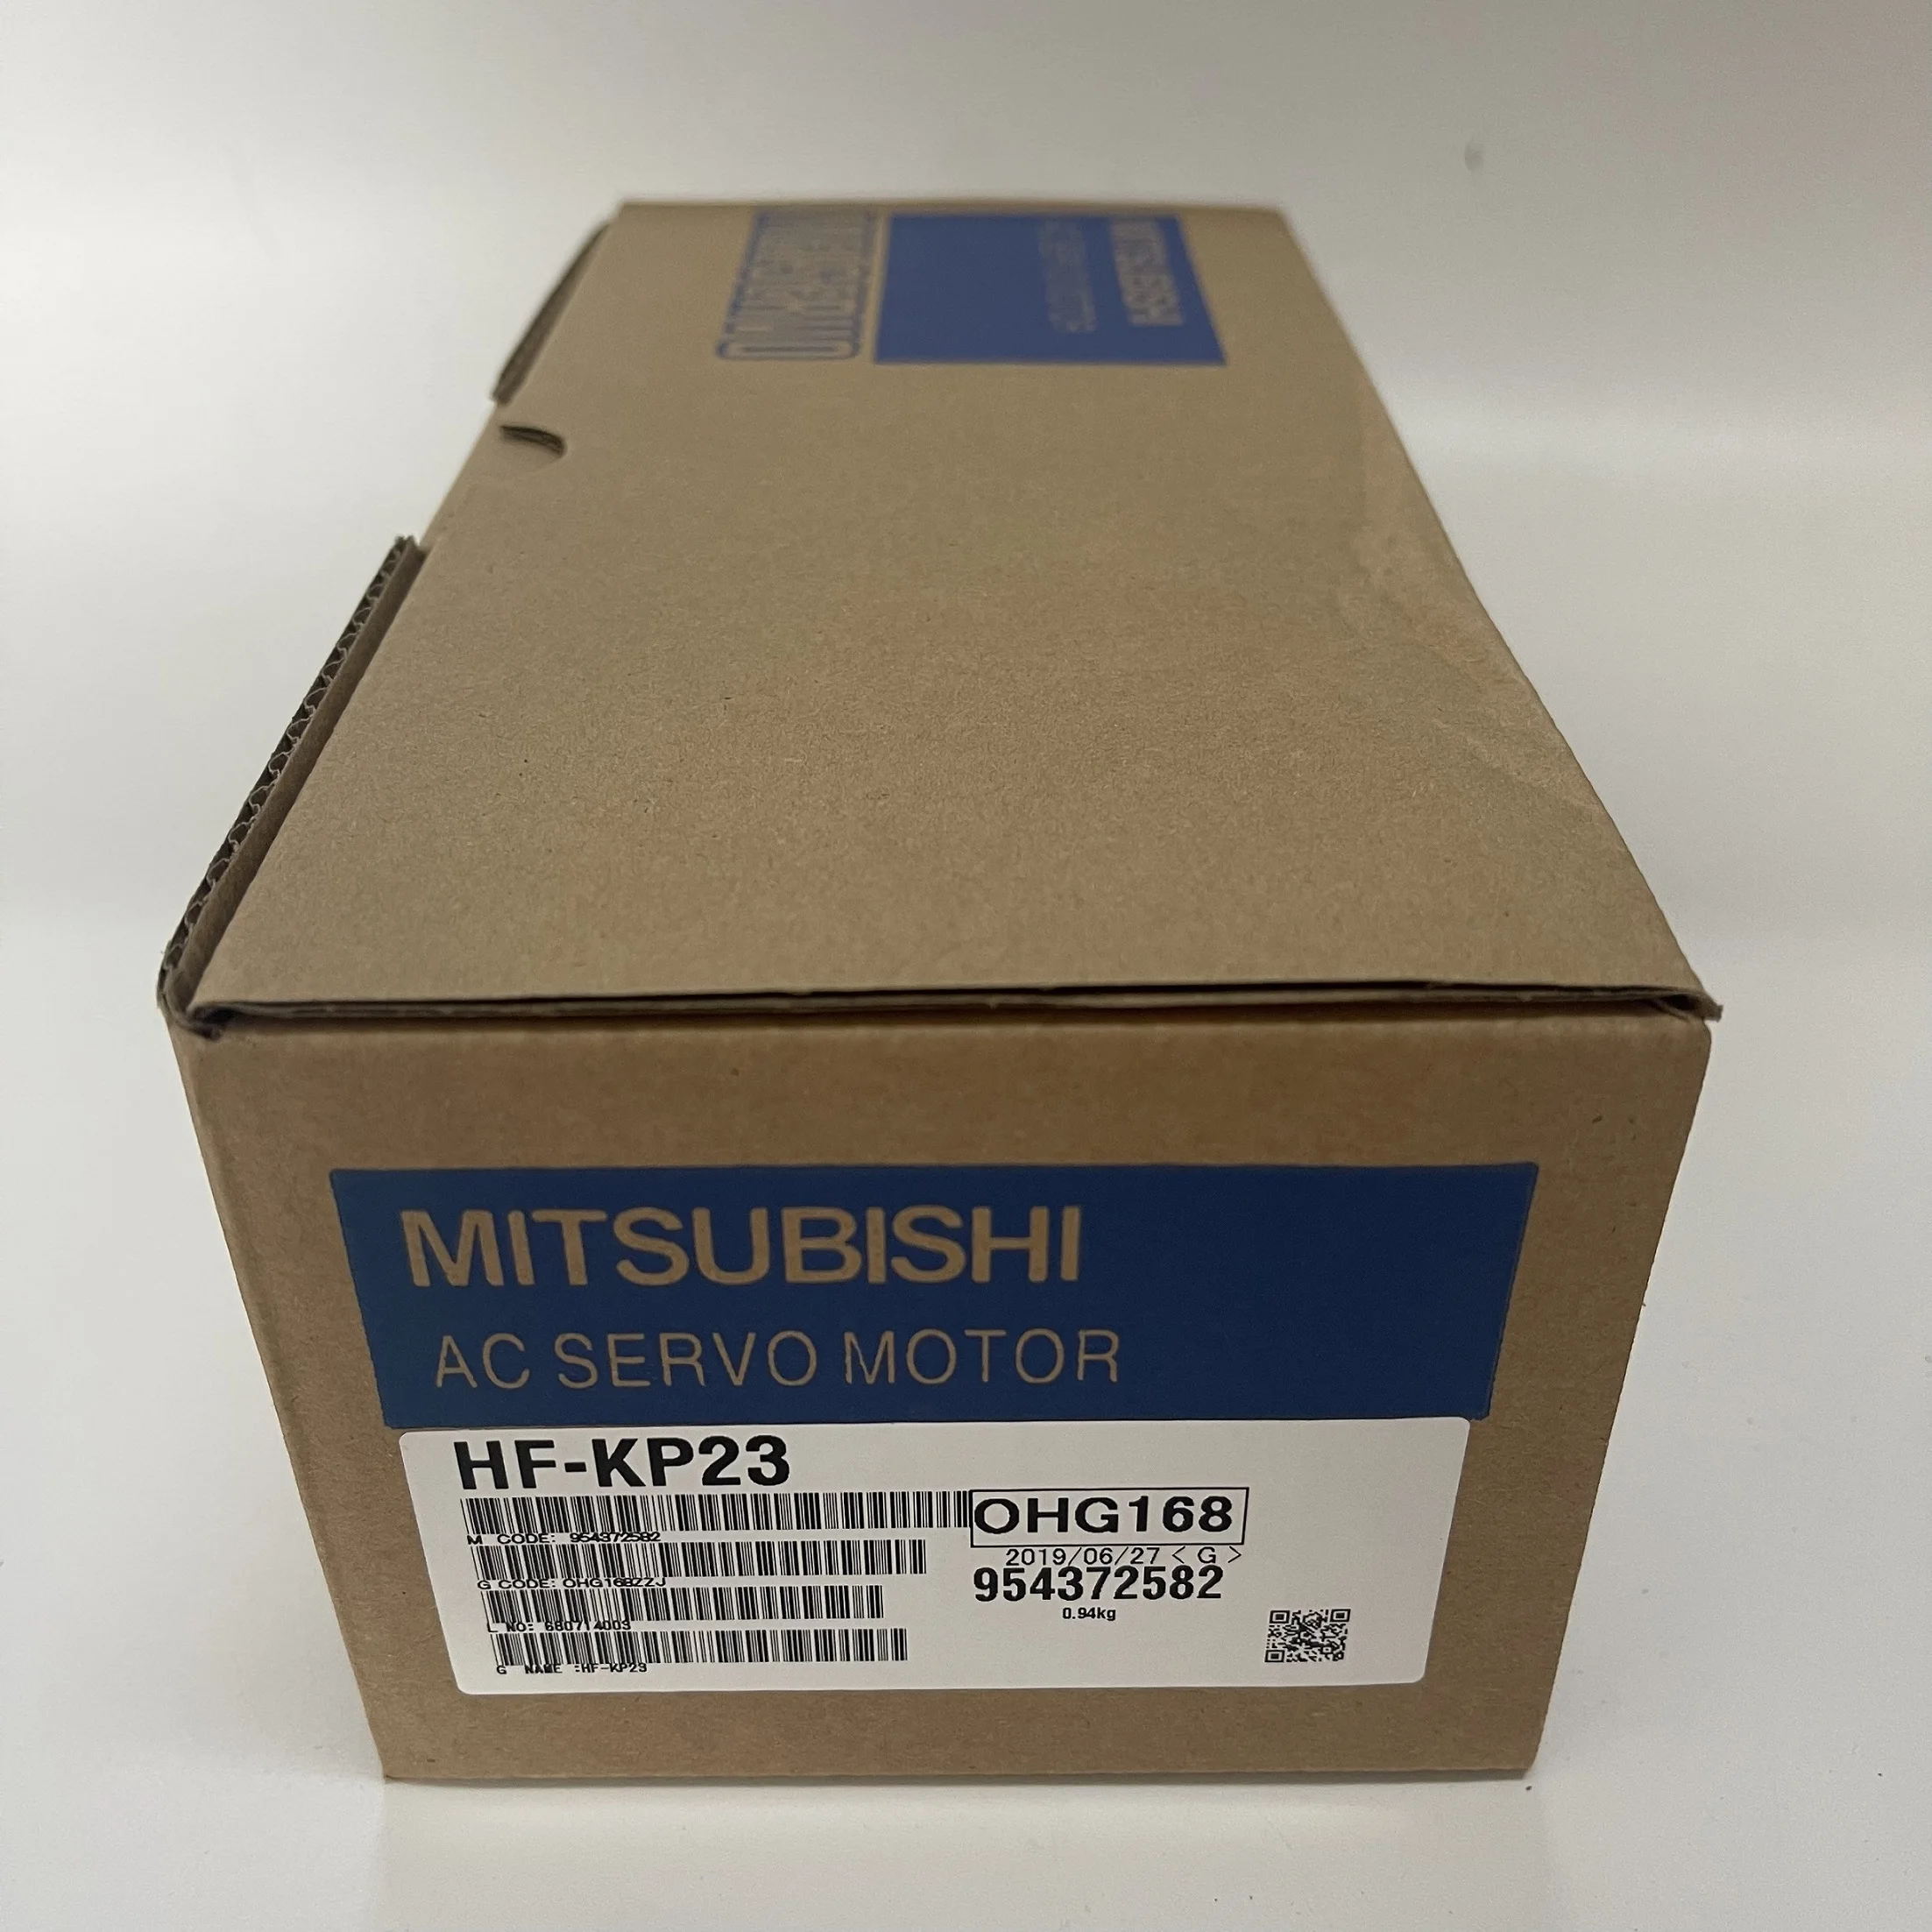 MITSUBISHI
MITSUBISHI
AC SERVO MOTOR
HF-KP23
OHG168
M CODE: 954372582
2019/06/27 < G >
G CODE: OHG168ZZJ
954372582
L NO: 680714003
0.94kg
G NAME :HF-KP23